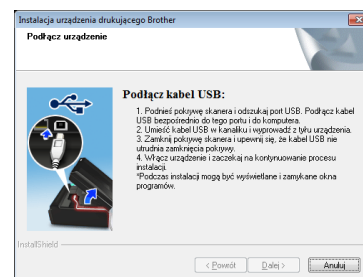 Instalacja urządzenia drukującego Brother
Podłącz urządzenie
Podłącz kabel USB:
1. Podnieś pokrywę skanera i odszukaj port USB. Podłącz kabel
USB bezpośrednio do tego portu i do komputera.
2. Umieść kabel USB w kanaliku i wyprowadź z tyłu urządzenia.
3. Zamknij pokrywę skanera i upewnij się, że kabel USB nie
utrudnia zamknięcia pokrywy.
4. Włącz urządzenie i zaczekaj na kontynuowanie procesu
instalacji.
*Podczas instalacji mogą być wyświetlane i zamykane okna
programów.
InstallShield
< Powrót
Dalej >
Anuluj